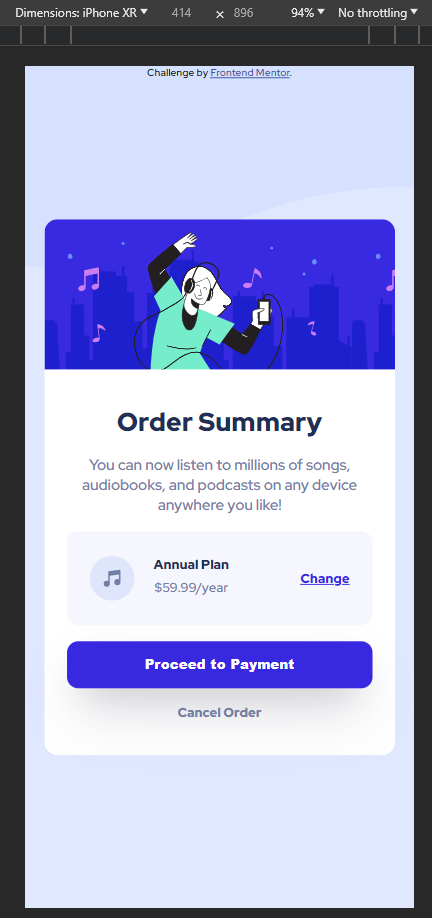 Dimensions: iPhone XR 414 × 896 94% No throttling
Challenge by Frontend Mentor.
Order Summary
You can now listen to millions of songs,
audiobooks, and podcasts on any device
anywhere you like!
Annual Plan
$59.99/year
Change
Proceed to Payment
Cancel Order